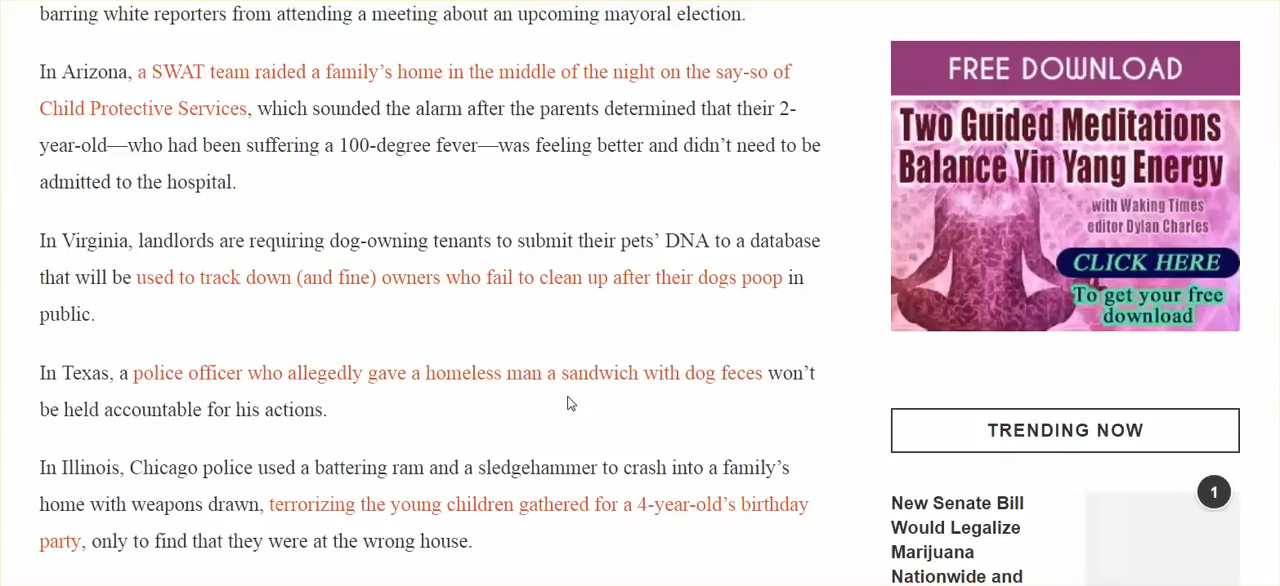 barring white reporters from attending a meeting about an upcoming mayoral election.
In Arizona, a SWAT team raided a family’s home in the middle of the night on the say-so of
Child Protective Services, which sounded the alarm after the parents determined that their 2-
year-old—who had been suffering a 100-degree fever—was feeling better and didn’t need to be
admitted to the hospital.
In Virginia, landlords are requiring dog-owning tenants to submit their pets’ DNA to a database
that will be used to track down (and fine) owners who fail to clean up after their dogs poop in
public.
In Texas, a police officer who allegedly gave a homeless man a sandwich with dog feces won’t
be held accountable for his actions.
In Illinois, Chicago police used a battering ram and a sledgehammer to crash into a family’s
home with weapons drawn, terrorizing the young children gathered for a 4-year-old’s birthday
party, only to find that they were at the wrong house.
FREE DOWNLOAD
Two Guided Meditations
Balance Yin Yang Energy
with Waking Times
editor Dylan Charles
CLICK HERE
To get your free
download
TRENDING NOW
1
New Senate Bill
Would Legalize
Marijuana
Nationwide and